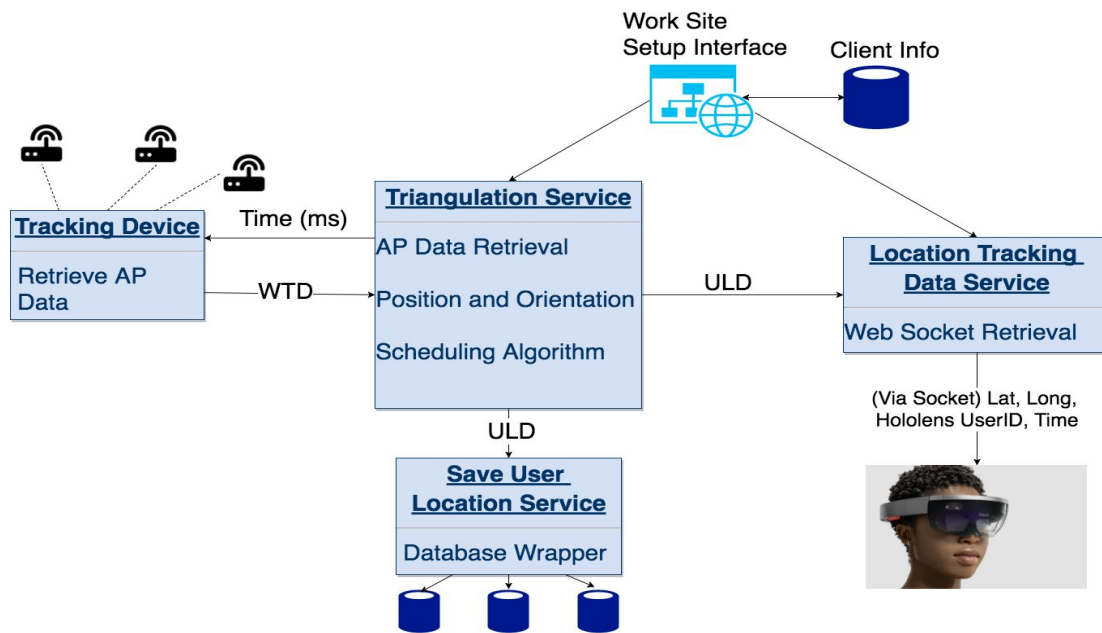 Work Site
Setup Interface
Client Info
Tracking Device
Retrieve AP
Data
Time (ms)
WTD
Triangulation Service
AP Data Retrieval
Position and Orientation
Scheduling Algorithm
ULD
Location Tracking
Data Service
Web Socket Retrieval
(Via Socket) Lat, Long,
Hololens UserID, Time
ULD
Save User
Location Service
Database Wrapper